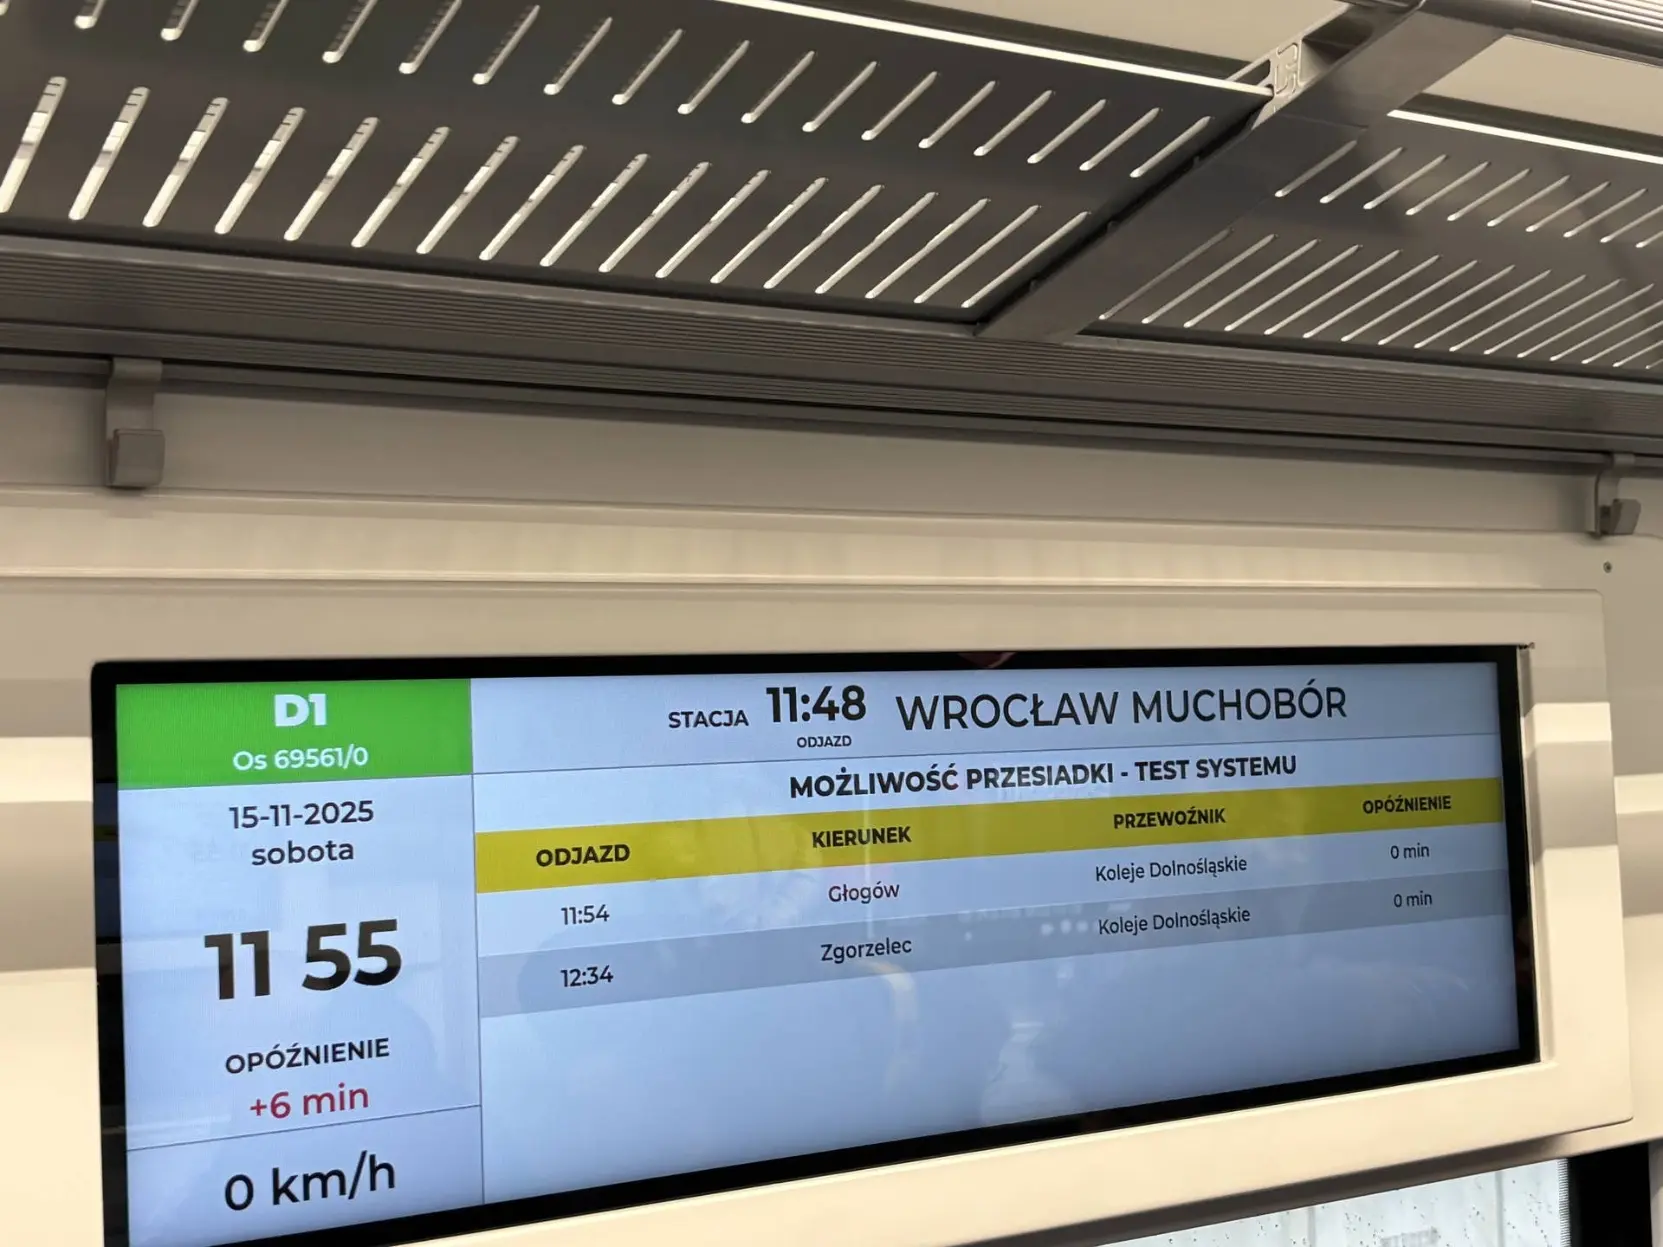 D1
Os 69561/0
15-11-2025
sobota
11 55
OPÓŹNIENIE
+6 min
0 km/h
STACJA 11:48 WROCŁAW MUCHOBÓR
ODJAZD
MOŻLIWOŚĆ PRZESIADKI - TEST SYSTEMU
ODJAZD KIERUNEK PRZEWOŹNIK OPÓŹNIENIE
11:54 Głogów Koleje Dolnośląskie 0 min
12:34 Zgorzelec Koleje Dolnośląskie 0 min